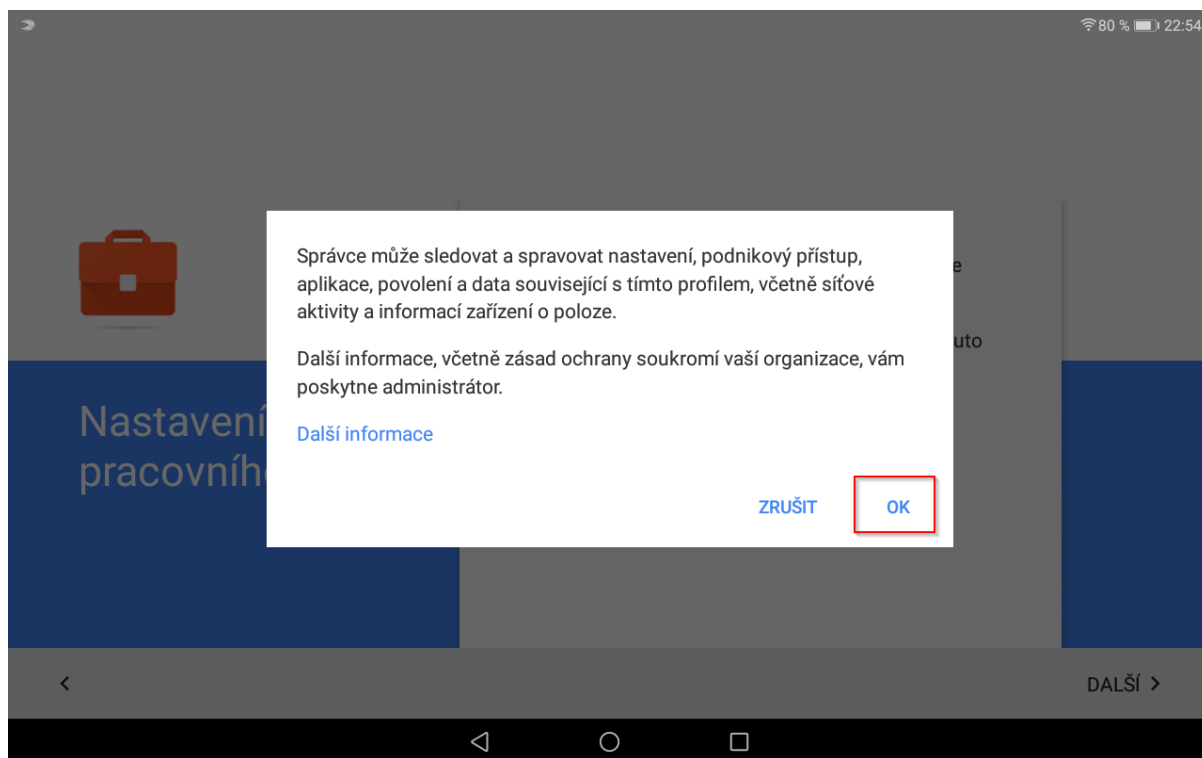 80 % 22:54
Správce může sledovat a spravovat nastavení, podnikový přístup,
aplikace, povolení a data související s tímto profilem, včetně síťové
aktivity a informací zařízení o poloze.
Další informace, včetně zásad ochrany soukromí vaší organizace, vám
poskytne administrátor.
Další informace
ZRUŠIT OK
e
uto
Nastavení
pracovníh
DALŠÍ